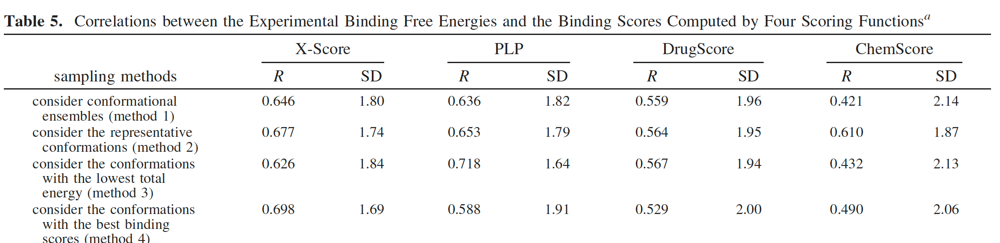 Table 5. Correlations between the Experimental Binding Free Energies and the Binding Scores Computed by Four Scoring Functionsa
X-Score PLP DrugScore ChemScore
sampling methods R SD R SD R SD R SD
consider conformational 0.646 1.80 0.636 1.82 0.559 1.96 0.421 2.14
ensembles (method 1)
consider the representative 0.677 1.74 0.653 1.79 0.564 1.95 0.610 1.87
conformations (method 2)
consider the conformations 0.626 1.84 0.718 1.64 0.567 1.94 0.432 2.13
with the lowest total
energy (method 3)
consider the conformations 0.698 1.69 0.588 1.91 0.529 2.00 0.490 2.06
with the best binding
scores (method 4)